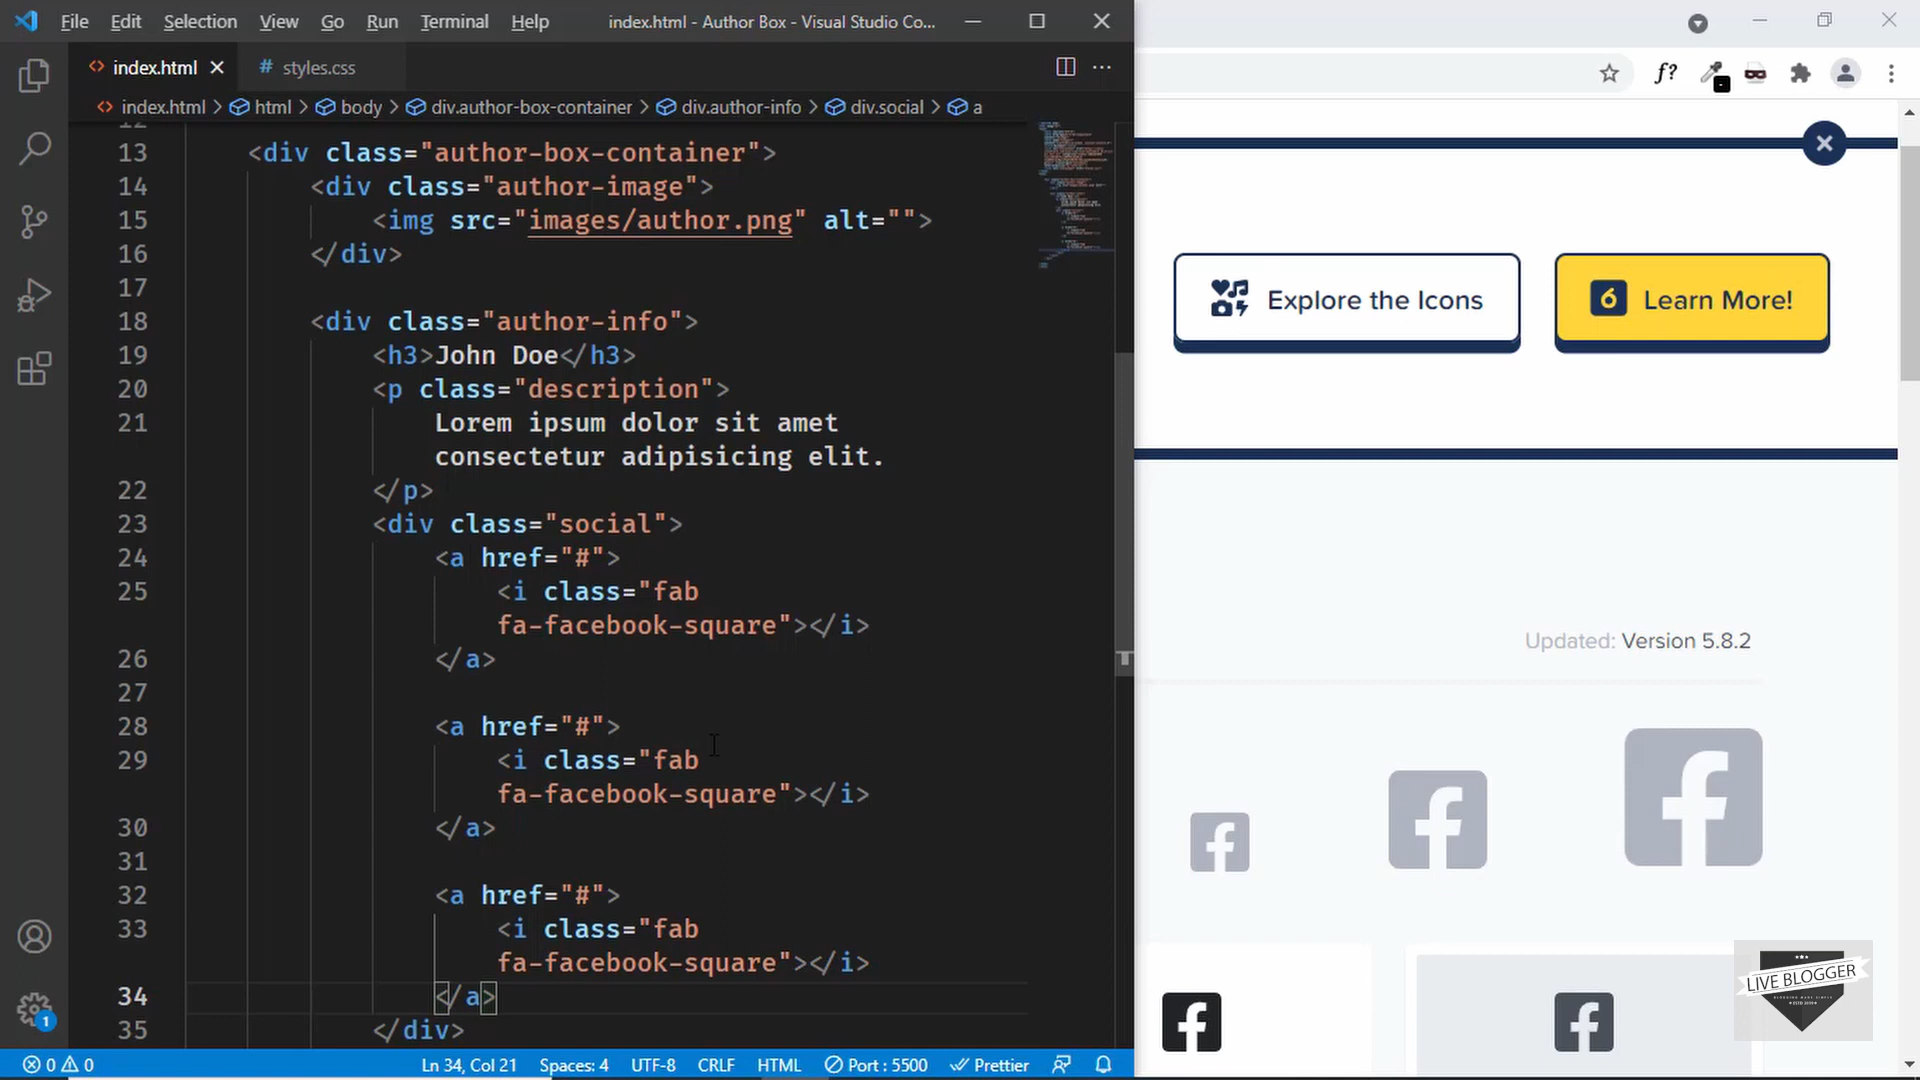 File Edit Selection View Go Run Terminal Help index.html - Author Box - Visual Studio Co...
index.html styles.css
index.html > html > body > div.author-box-container > div.author-info > div.social > a
12
13 <div class="author-box-container">
14 <div class="author-image">
15 <img src="images/author.png" alt="">
16 </div>
17
18 <div class="author-info">
19 <h3>John Doe</h3>
20 <p class="description">
21 Lorem ipsum dolor sit amet
consectetur adipisicing elit.
22 </p>
23 <div class="social">
24 <a href="#">
25 <i class="fab
fa-facebook-square"></i>
26 </a>
27
28 <a href="#">
29 <i class="fab
fa-facebook-square"></i>
30 </a>
31
32 <a href="#">
33 <i class="fab
fa-facebook-square"></i>
34 </a>
35 </div>
1
0 0 Ln 34, Col 21 Spaces: 4 UTF-8 CRLF HTML Port : 5500 Prettier
f?
Explore the Icons
6 Learn More!
Updated: Version 5.8.2
LIVE BLOGGER